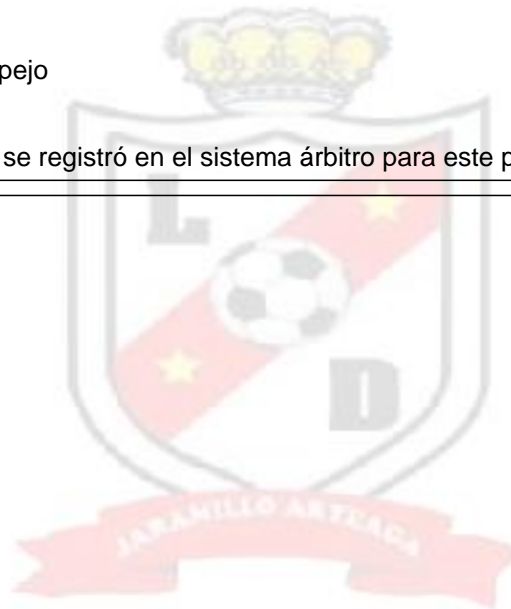 pejo
se registró en el sistema árbitro para este p
L
D
JARAMILLO ARTEAGA